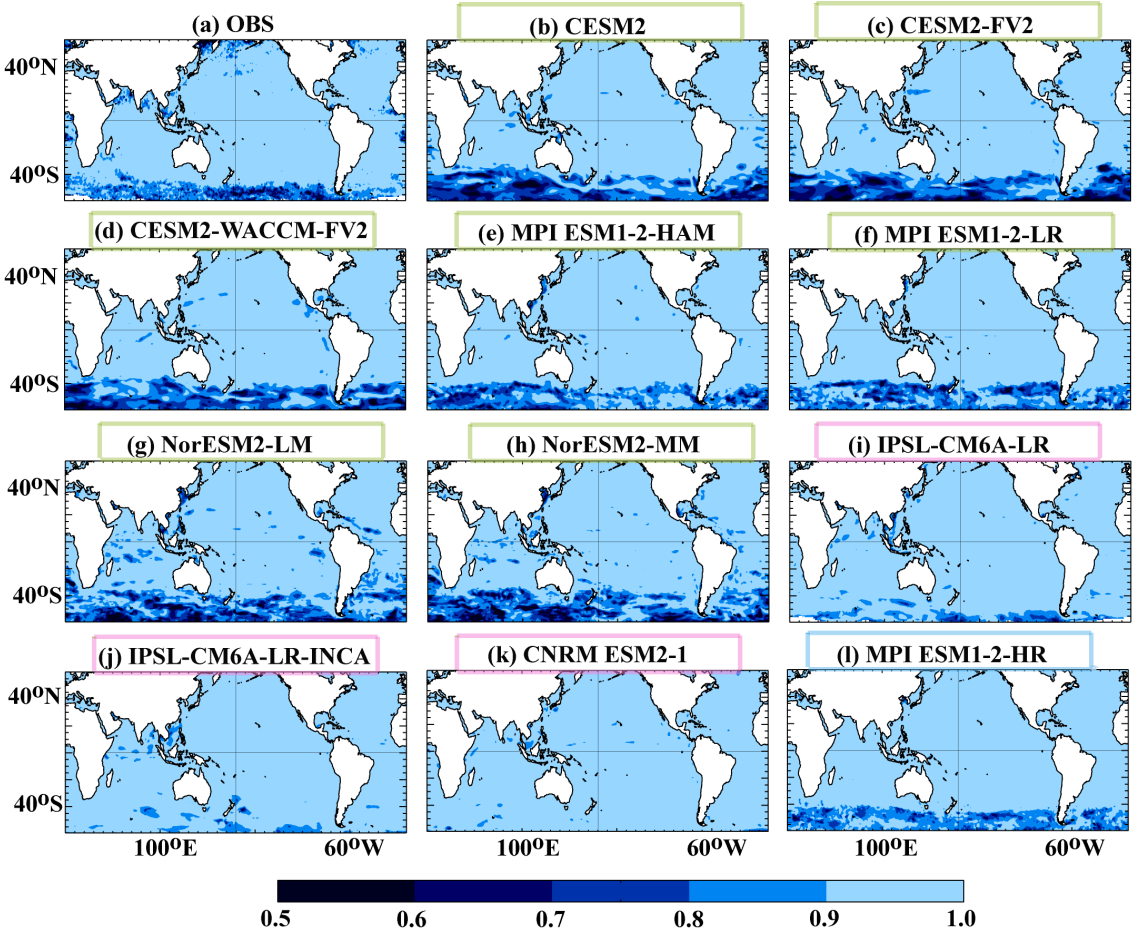 (a) OBS (b) CESM2 (c) CESM2-FV2
40°N
40°S
(d) CESM2-WACCM-FV2 (e) MPI ESM1-2-HAM (f) MPI ESM1-2-LR
40°N
40°S
(g) NorESM2-LM (h) NorESM2-MM (i) IPSL-CM6A-LR
40°N
40°S
(j) IPSL-CM6A-LR-INCA (k) CNRM ESM2-1 (l) MPI ESM1-2-HR
40°N
40°S
100°E 60°W 100°E 60°W 100°E 60°W
0.5 0.6 0.7 0.8 0.9 1.0